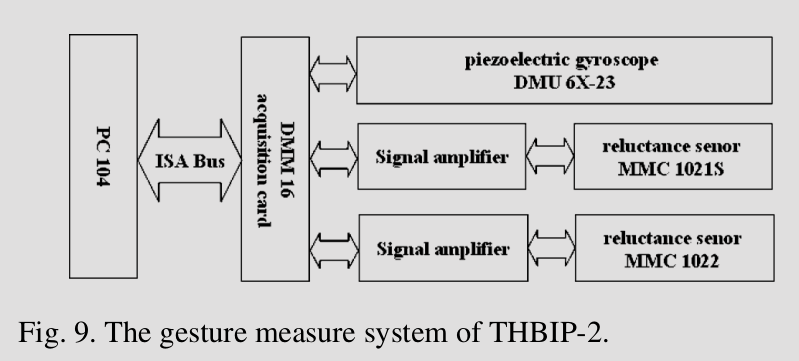 PC 104
ISA Bus
DMM 16
acquisition card
piezoelectric gyroscope
DMU 6X-23
Signal amplifier
reluctance senor
MMC 1021S
Signal amplifier
reluctance senor
MMC 1022
Fig. 9. The gesture measure system of THBIP-2.